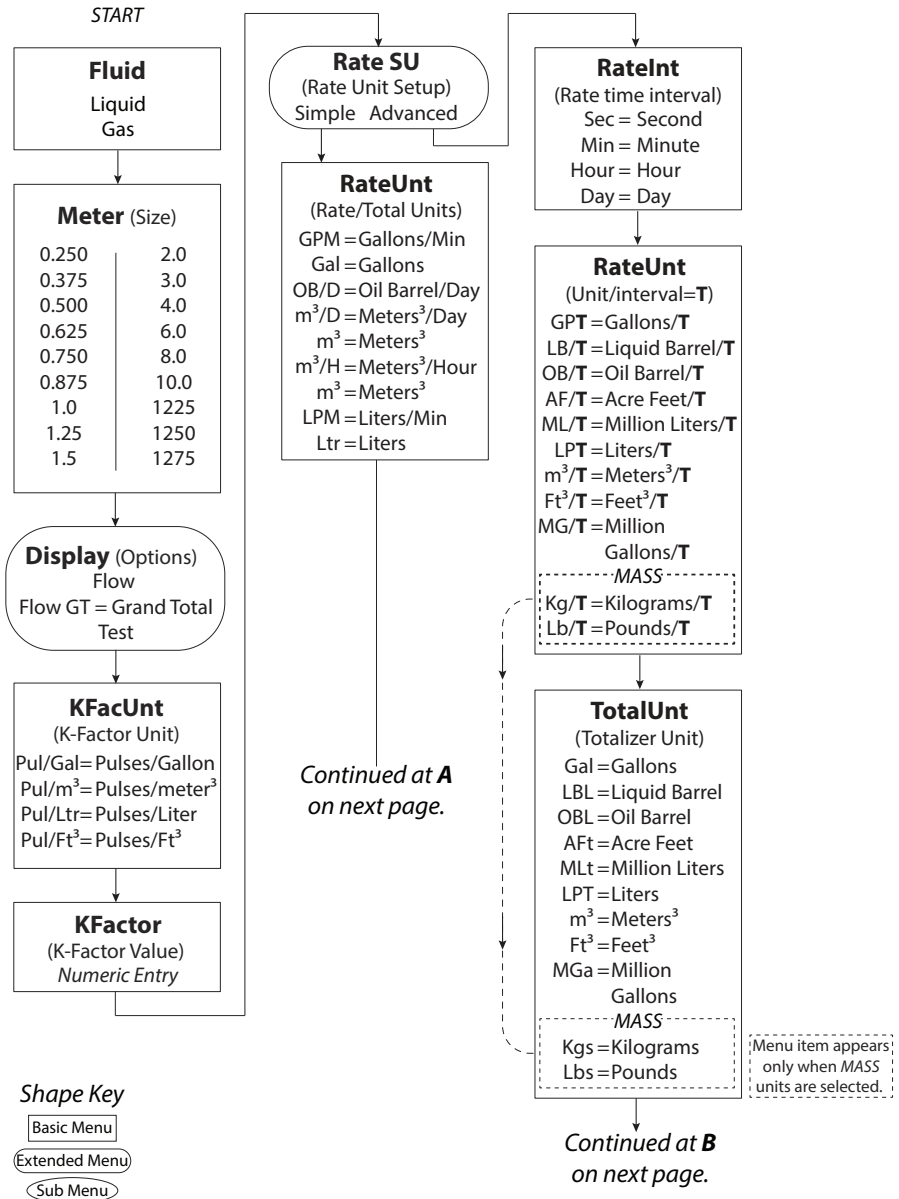 START
Fluid
Liquid
Gas
Meter (Size)
0.250 2.0
0.375 3.0
0.500 4.0
0.625 6.0
0.750 8.0
0.875 10.0
1.0 1225
1.25 1250
1.5 1275
Display (Options)
Flow
Flow GT = Grand Total
Test
KFacUnt
(K-Factor Unit)
Pul/Gal= Pulses/Gallon
Pul/m³= Pulses/meter³
Pul/Ltr= Pulses/Liter
Pul/Ft³= Pulses/Ft³
KFactor
(K-Factor Value)
Numeric Entry
Rate SU
(Rate Unit Setup)
Simple Advanced
RateUnt
(Rate/Total Units)
GPM = Gallons/Min
Gal = Gallons
OB/D = Oil Barrel/Day
m³/D = Meters³/Day
m³ = Meters³
m³/H = Meters³/Hour
m³ = Meters³
LPM = Liters/Min
Ltr = Liters
Continued at A
on next page.
RateInt
(Rate time interval)
Sec = Second
Min = Minute
Hour = Hour
Day = Day
RateUnt
(Unit/interval=T)
GPT =Gallons/T
LB/T =Liquid Barrel/T
OB/T =Oil Barrel/T
AF/T =Acre Feet/T
ML/T =Million Liters/T
LPT =Liters/T
m³/T =Meters³/T
Ft³/T =Feet³/T
MG/T =Million
Gallons/T
MASS
Kg/T =Kilograms/T
Lb/T =Pounds/T
TotalUnt
(Totalizer Unit)
Gal =Gallons
LBL =Liquid Barrel
OBL =Oil Barrel
AFt =Acre Feet
MLt =Million Liters
LPT =Liters
m³ =Meters³
Ft³ =Feet³
MGa =Million
Gallons
MASS
Kgs =Kilograms
Lbs =Pounds
Menu item appears
only when MASS
units are selected.
Continued at B
on next page.
Shape Key
Basic Menu
Extended Menu
Sub Menu